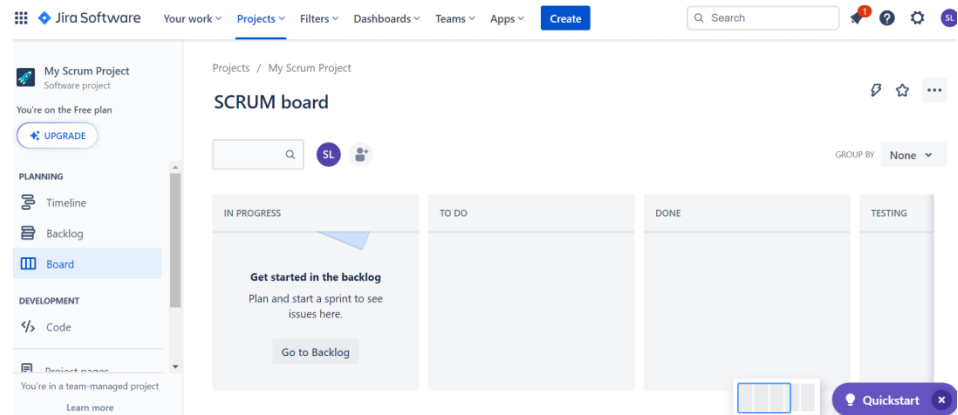 Jira Software
Your work
Projects
Filters
Dashboards
Teams
Apps
Create
Search
1
SL
My Scrum Project
Software project
You're on the Free plan
UPGRADE
PLANNING
Timeline
Backlog
Board
DEVELOPMENT
</> Code
Project pages
You're in a team-managed project
Learn more
Projects / My Scrum Project
SCRUM board
SL
GROUP BY None
IN PROGRESS
TO DO
DONE
TESTING
Get started in the backlog
Plan and start a sprint to see
issues here.
Go to Backlog
Quickstart